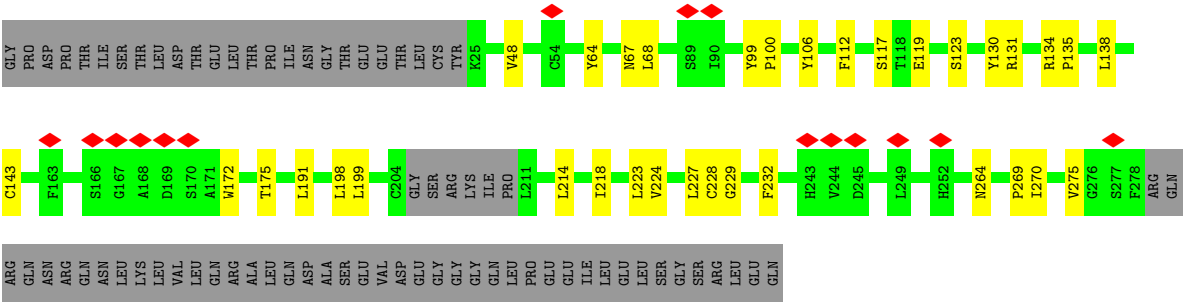 GLY PRO ASP PRO THR ILE SER THR LEU ASP THR GLU LEU THR PRO ILE ASN GLY THR GLU GLU THR LEU CYS TYR K25 V48 C54 Y64 N67 L68 S89 I90 Y99 P100 Y106 F112 S117 T118 E119 S123 Y130 R131 R134 P135 L138
C143 F163 S166 G167 A168 D169 S170 A171 W172 T175 L191 L198 L199 C204 GLY SER ARG LYS ILE PRO L211 L214 I218 L223 V224 L227 C228 G229 F232 H243 V244 D245 L249 H252 N264 P269 I270 V275 G276 S277 F278 ARG GLN
ARG GLN ASN ARG GLN ASN LEU LYS LEU VAL LEU GLN ARG ALA LEU GLN ASP ALA SER GLU VAL ASP GLU GLY GLY GLY GLN LEU PRO GLU GLU ILE LEU GLU LEU SER GLY SER ARG LEU GLU GLN